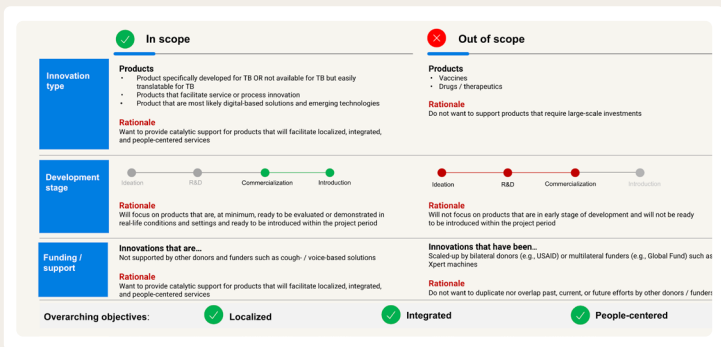 In scope
Out of scope
Innovation
type
Products
• Product specifically developed for TB OR not available for TB but easily
translatable for TB
• Products that facilitate service or process innovation
• Product that are most likely digital-based solutions and emerging technologies
Rationale
Want to provide catalytic support for products that will facilitate localized, integrated,
and people-centered services
Products
• Vaccines
• Drugs / therapeutics
Rationale
Do not want to support products that require large-scale investments
Development
stage
Ideation
R&D
Commercialization
Introduction
Rationale
Will focus on products that are, at minimum, ready to be evaluated or demonstrated in
real-life conditions and settings and ready to be introduced within the project period
Ideation
R&D
Commercialization
Introduction
Rationale
Will not focus on products that are in early stage of development and will not be ready
to be introduced within the project period
Funding /
support
Innovations that are...
Not supported by other donors and funders such as cough- / voice-based solutions
Rationale
Want to provide catalytic support for products that will facilitate localized, integrated,
and people-centered services
Innovations that have been...
Scaled-up by bilateral donors (e.g., USAID) or multilateral funders (e.g., Global Fund) such as
Xpert machines
Rationale
Do not want to duplicate nor overlap past, current, or future efforts by other donors / funders
Overarching objectives:
Localized
Integrated
People-centered